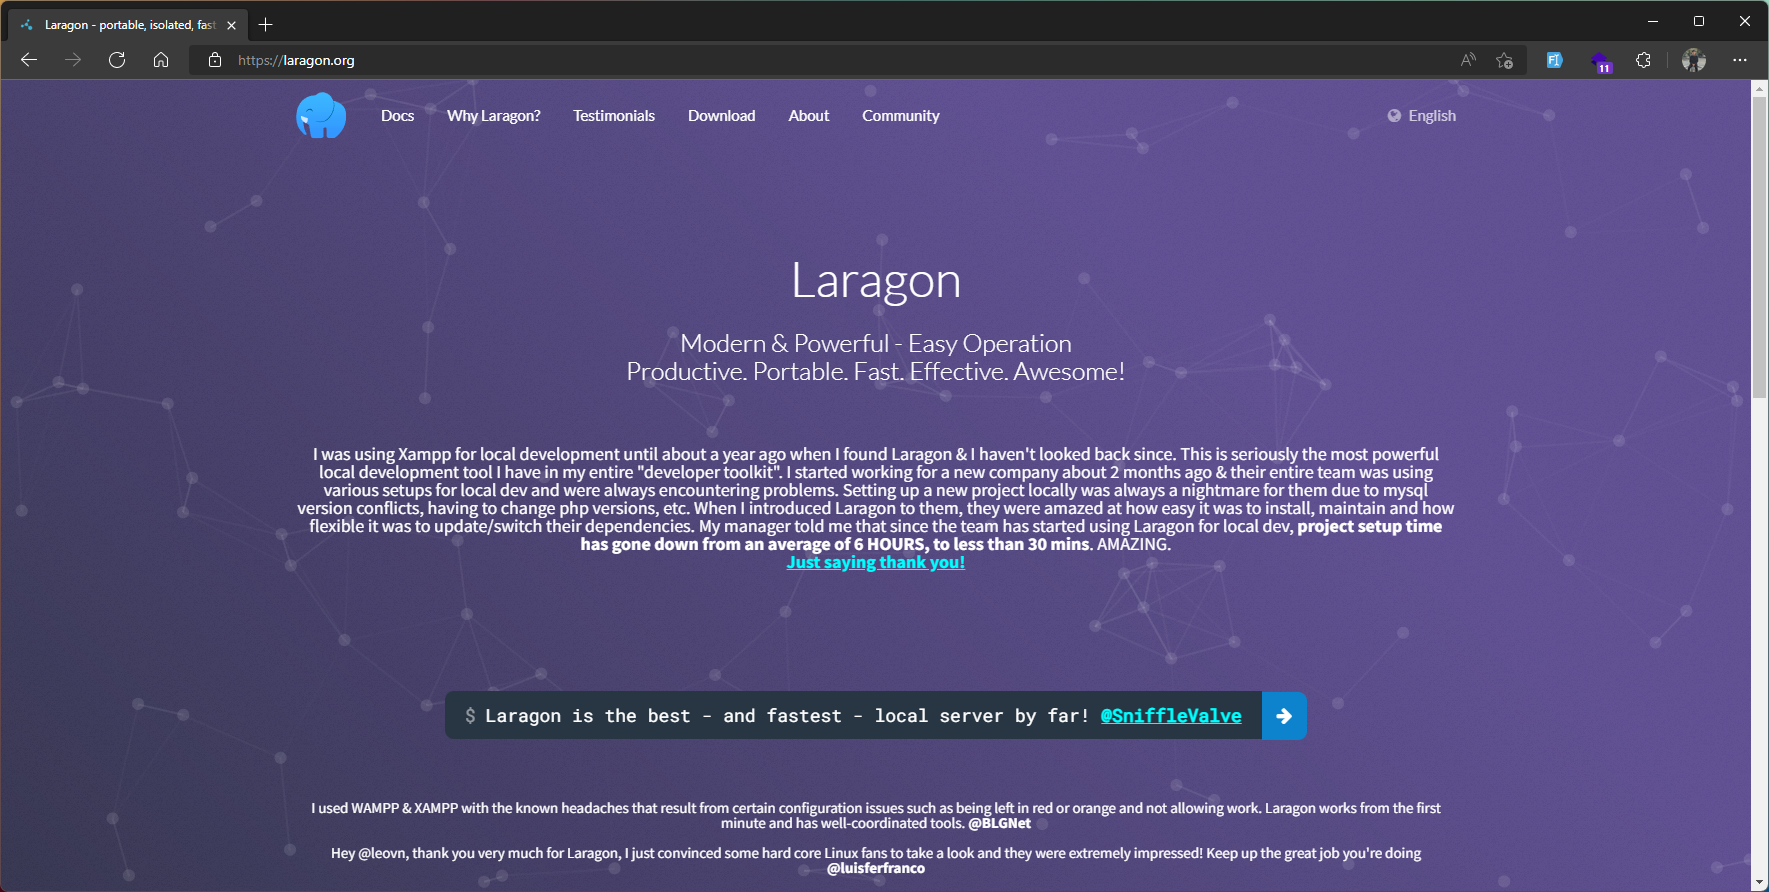 Laragon - portable, isolated, fast
https://laragon.org
11
Docs
Why Laragon?
Testimonials
Download
About
Community
English
Laragon
Modern & Powerful - Easy Operation
Productive. Portable. Fast. Effective. Awesome!
I was using Xampp for local development until about a year ago when I found Laragon & I haven't looked back since. This is seriously the most powerful
local development tool I have in my entire "developer toolkit". I started working for a new company about 2 months ago & their entire team was using
various setups for local dev and were always encountering problems. Setting up a new project locally was always a nightmare for them due to mysql
version conflicts, having to change php versions, etc. When I introduced Laragon to them, they were amazed at how easy it was to install, maintain and how
flexible it was to update/switch their dependencies. My manager told me that since the team has started using Laragon for local dev, project setup time
has gone down from an average of 6 HOURS, to less than 30 mins. AMAZING.
Just saying thank you!
$ Laragon is the best - and fastest - local server by far! @SniffleValve
I used WAMPP & XAMPP with the known headaches that result from certain configuration issues such as being left in red or orange and not allowing work. Laragon works from the first
minute and has well-coordinated tools. @BLGNet
Hey @leovn, thank you very much for Laragon, I just convinced some hard core Linux fans to take a look and they were extremely impressed! Keep up the great job you're doing
@luisferfranco